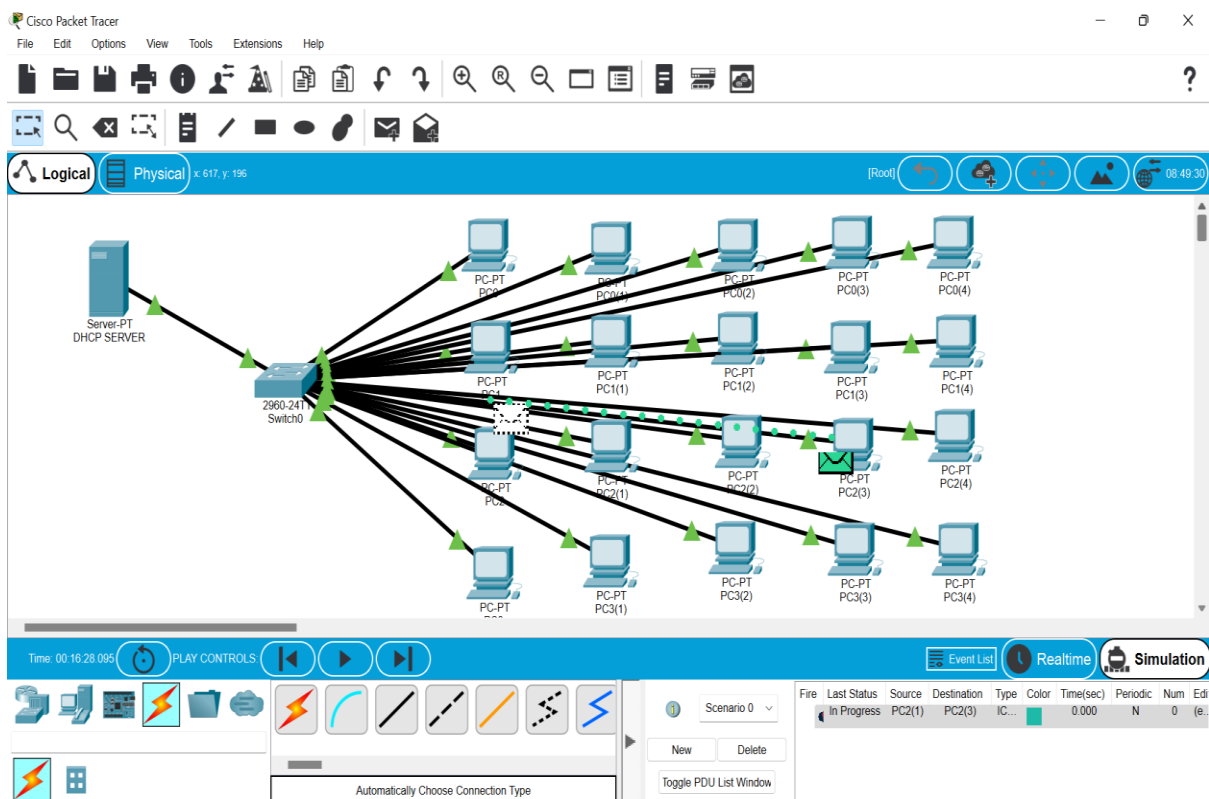 Cisco Packet Tracer
File Edit Options View Tools Extensions Help
R
?
Logical
Physical x: 617, y: 196
[Root]
08:49:30
PC-PT
PC0
PC-PT
PC0(1)
PC-PT
PC0(2)
PC-PT
PC0(3)
PC-PT
PC0(4)
Server-PT
DHCP SERVER
PC-PT
PC1
PC-PT
PC1(1)
PC-PT
PC1(2)
PC-PT
PC1(3)
PC-PT
PC1(4)
2960-24TT
Switch0
PC-PT
PC2
PC-PT
PC2(1)
PC-PT
PC2(2)
PC-PT
PC2(3)
PC-PT
PC2(4)
PC-PT
PC-PT
PC3(1)
PC-PT
PC3(2)
PC-PT
PC3(3)
PC-PT
PC3(4)
Time: 00:16:28.095
PLAY CONTROLS:
Event List
Realtime
Simulation
Scenario 0
New
Delete
Toggle PDU List Window
Automatically Choose Connection Type
Fire Last Status Source Destination Type Color Time(sec) Periodic Num Edi
In Progress PC2(1) PC2(3) IC... 0.000 N 0 (e..